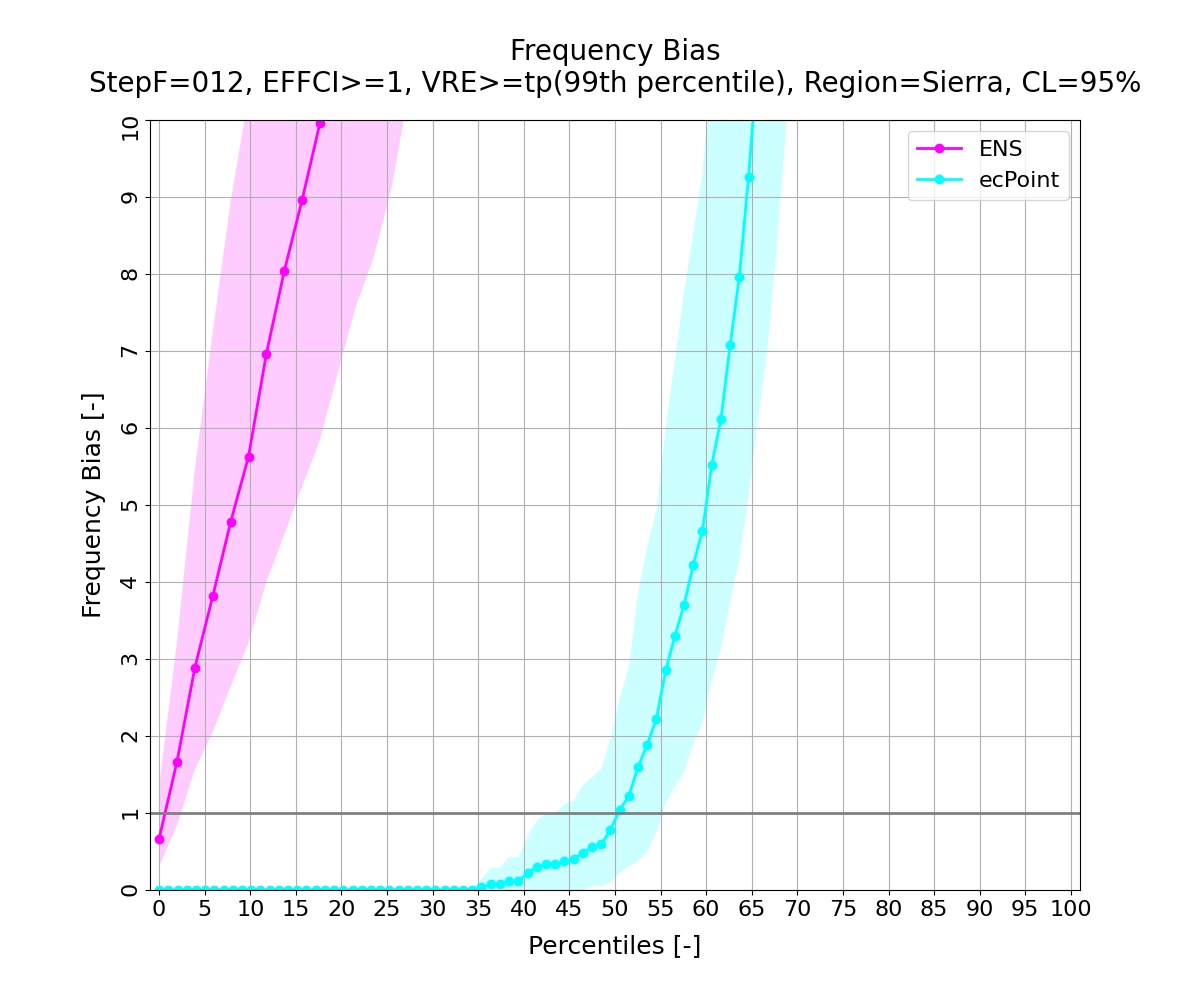 Frequency Bias
StepF=012, EFFCI>=1, VRE>=tp(99th percentile), Region=Sierra, CL=95%
10
9
8
7
6
5
4
3
2
1
0
Frequency Bias [-]
ENS
ecPoint
0 5 10 15 20 25 30 35 40 45 50 55 60 65 70 75 80 85 90 95 100
Percentiles [-]